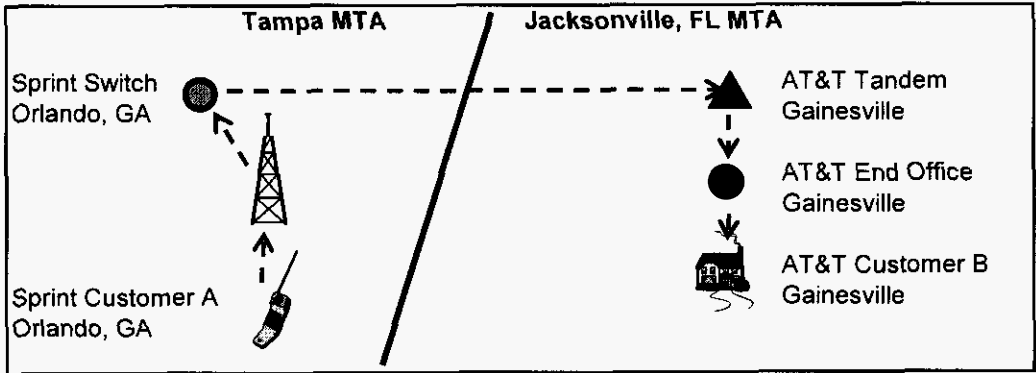 Tampa MTA
Jacksonville, FL MTA
Sprint Switch
Orlando, GA
AT&T Tandem
Gainesville
AT&T End Office
Gainesville
Sprint Customer A
Orlando, GA
AT&T Customer B
Gainesville